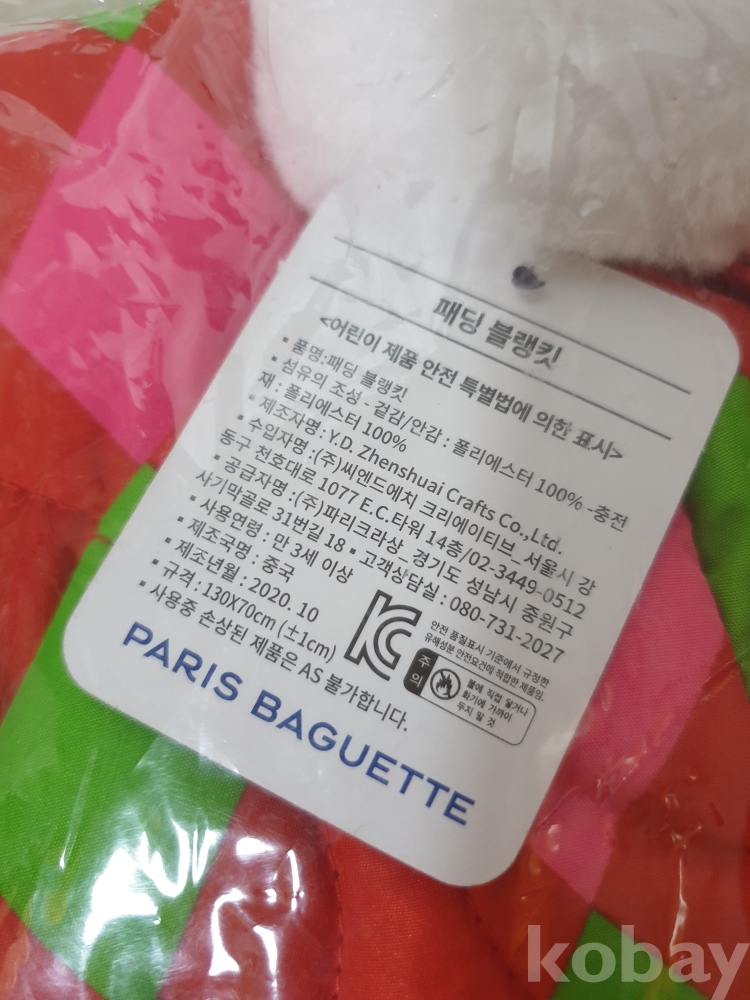 패딩 블랭킷
<어린이 제품 안전 특별법에 의한 표시>
▪ 품명:패딩 블랭킷
▪ 섬유의 조성 - 겉감/안감 : 폴리에스터 100% -충전
재 : 폴리에스터 100%
▪ 제조자명 : Y.D. Zhenshuai Crafts Co.,Ltd.
▪ 수입자명 :(주)씨엔드에치 크리에이티브_서울시 강
동구 천호대로 1077 E.C.타워 14층/02-3449-0512
▪ 공급자명 :(주)파리크라상_경기도 성남시 중원구
사기막골로 31번길 18 ▪ 고객상담실 : 080-731-2027
▪ 사용연령 : 만 3세 이상
▪ 제조국명 : 중국
▪ 제조년월 : 2020. 10
▪ 규격 : 130X70cm (±1cm)
▪ 사용중 손상된 제품은 AS 불가합니다.
안전 품질표시 기준에서 규정한
유해성분 안전요건에 적합한 제품임.
주의
불에 직접 닿거나
화기에 가까이
두지 말 것
PARIS BAGUETTE
kobay